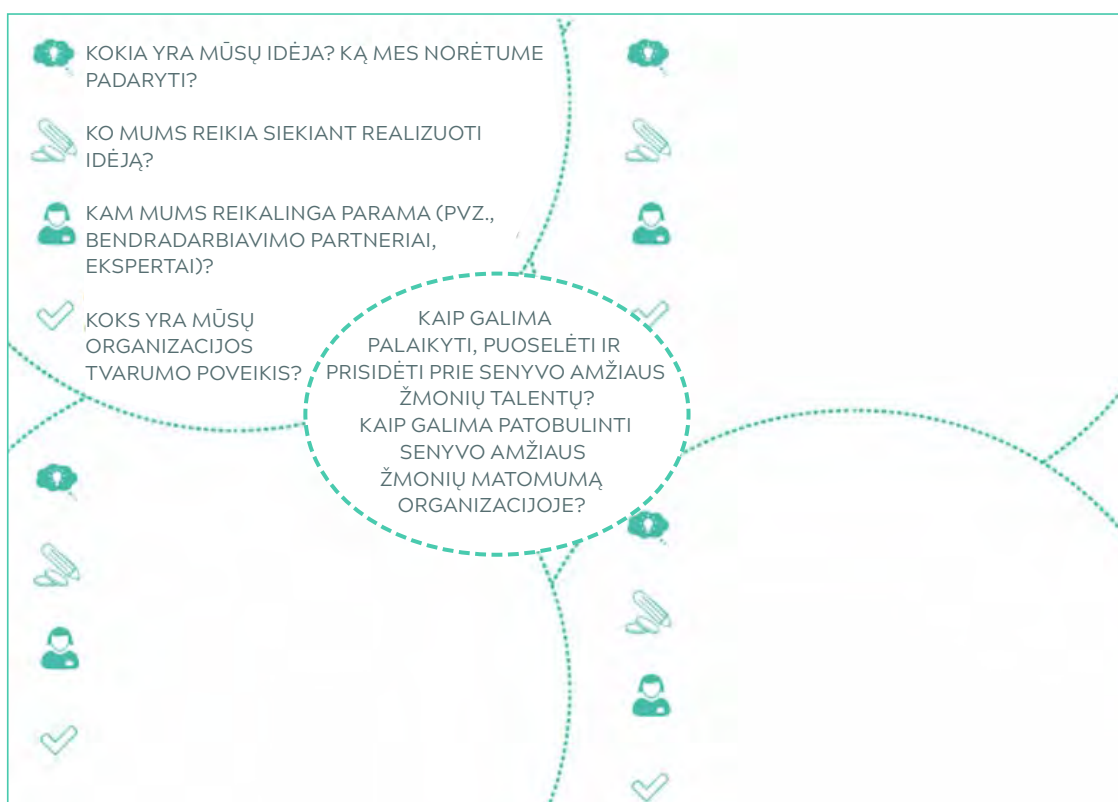 KOKIA YRA MŪSŲ IDĖJA? KĄ MES NORĖTUME
PADARYTI?
KO MUMS REIKIA SIEKIANT REALIZUOTI
IDĖJĄ?
KAM MUMS REIKALINGA PARAMA (PVZ.,
BENDRADARBIAVIMO PARTNERIAI,
EKSPERTAI)?
KOKS YRA MŪSŲ
ORGANIZACIJOS
TVARUMO POVEIKIS?
KAIP GALIMA
PALAIKYTI, PUOSELĖTI IR
PRISIDĖTI PRIE SENYVO AMŽIAUS
ŽMONIŲ TALENTŲ?
KAIP GALIMA PATOBULINTI
SENYVO AMŽIAUS
ŽMONIŲ MATOMUMĄ
ORGANIZACIJOJE?